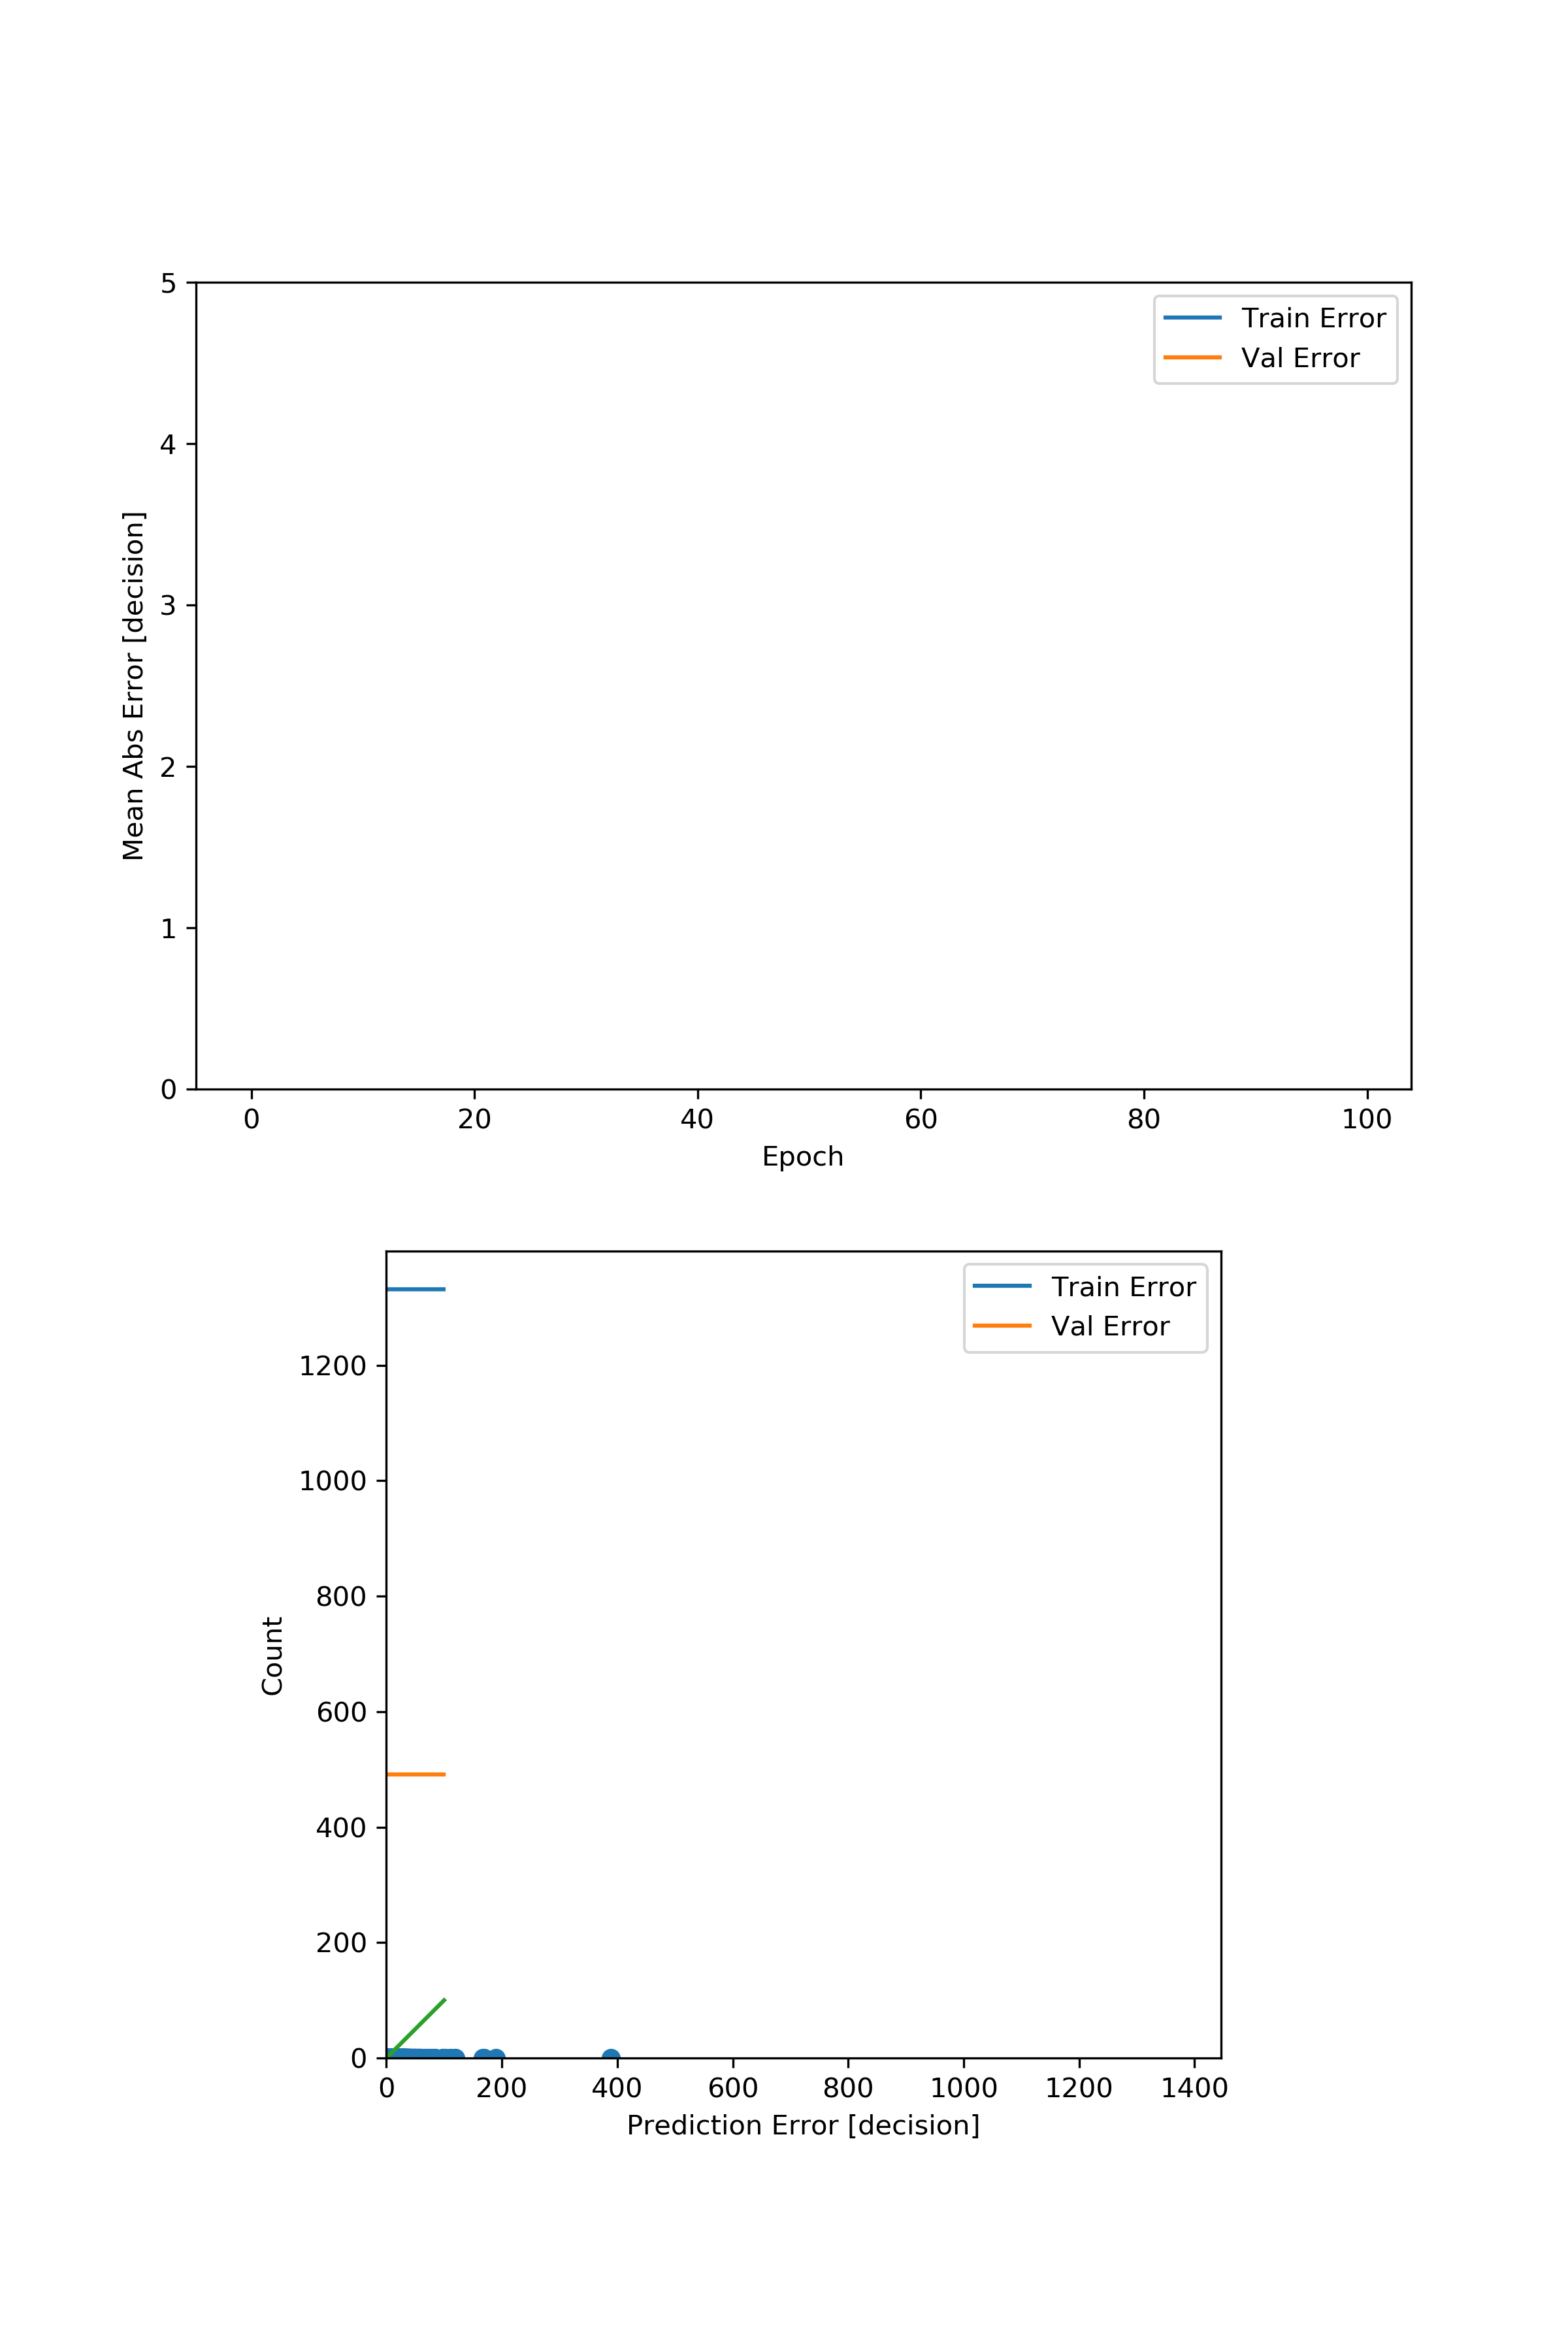 5
Train Error
Val Error
4
3
2
1
0
Mean Abs Error [decision]
0 20 40 60 80 100
Epoch
Train Error
Val Error
1200
1000
800
600
400
200
0
Count
0 200 400 600 800 1000 1200 1400
Prediction Error [decision]